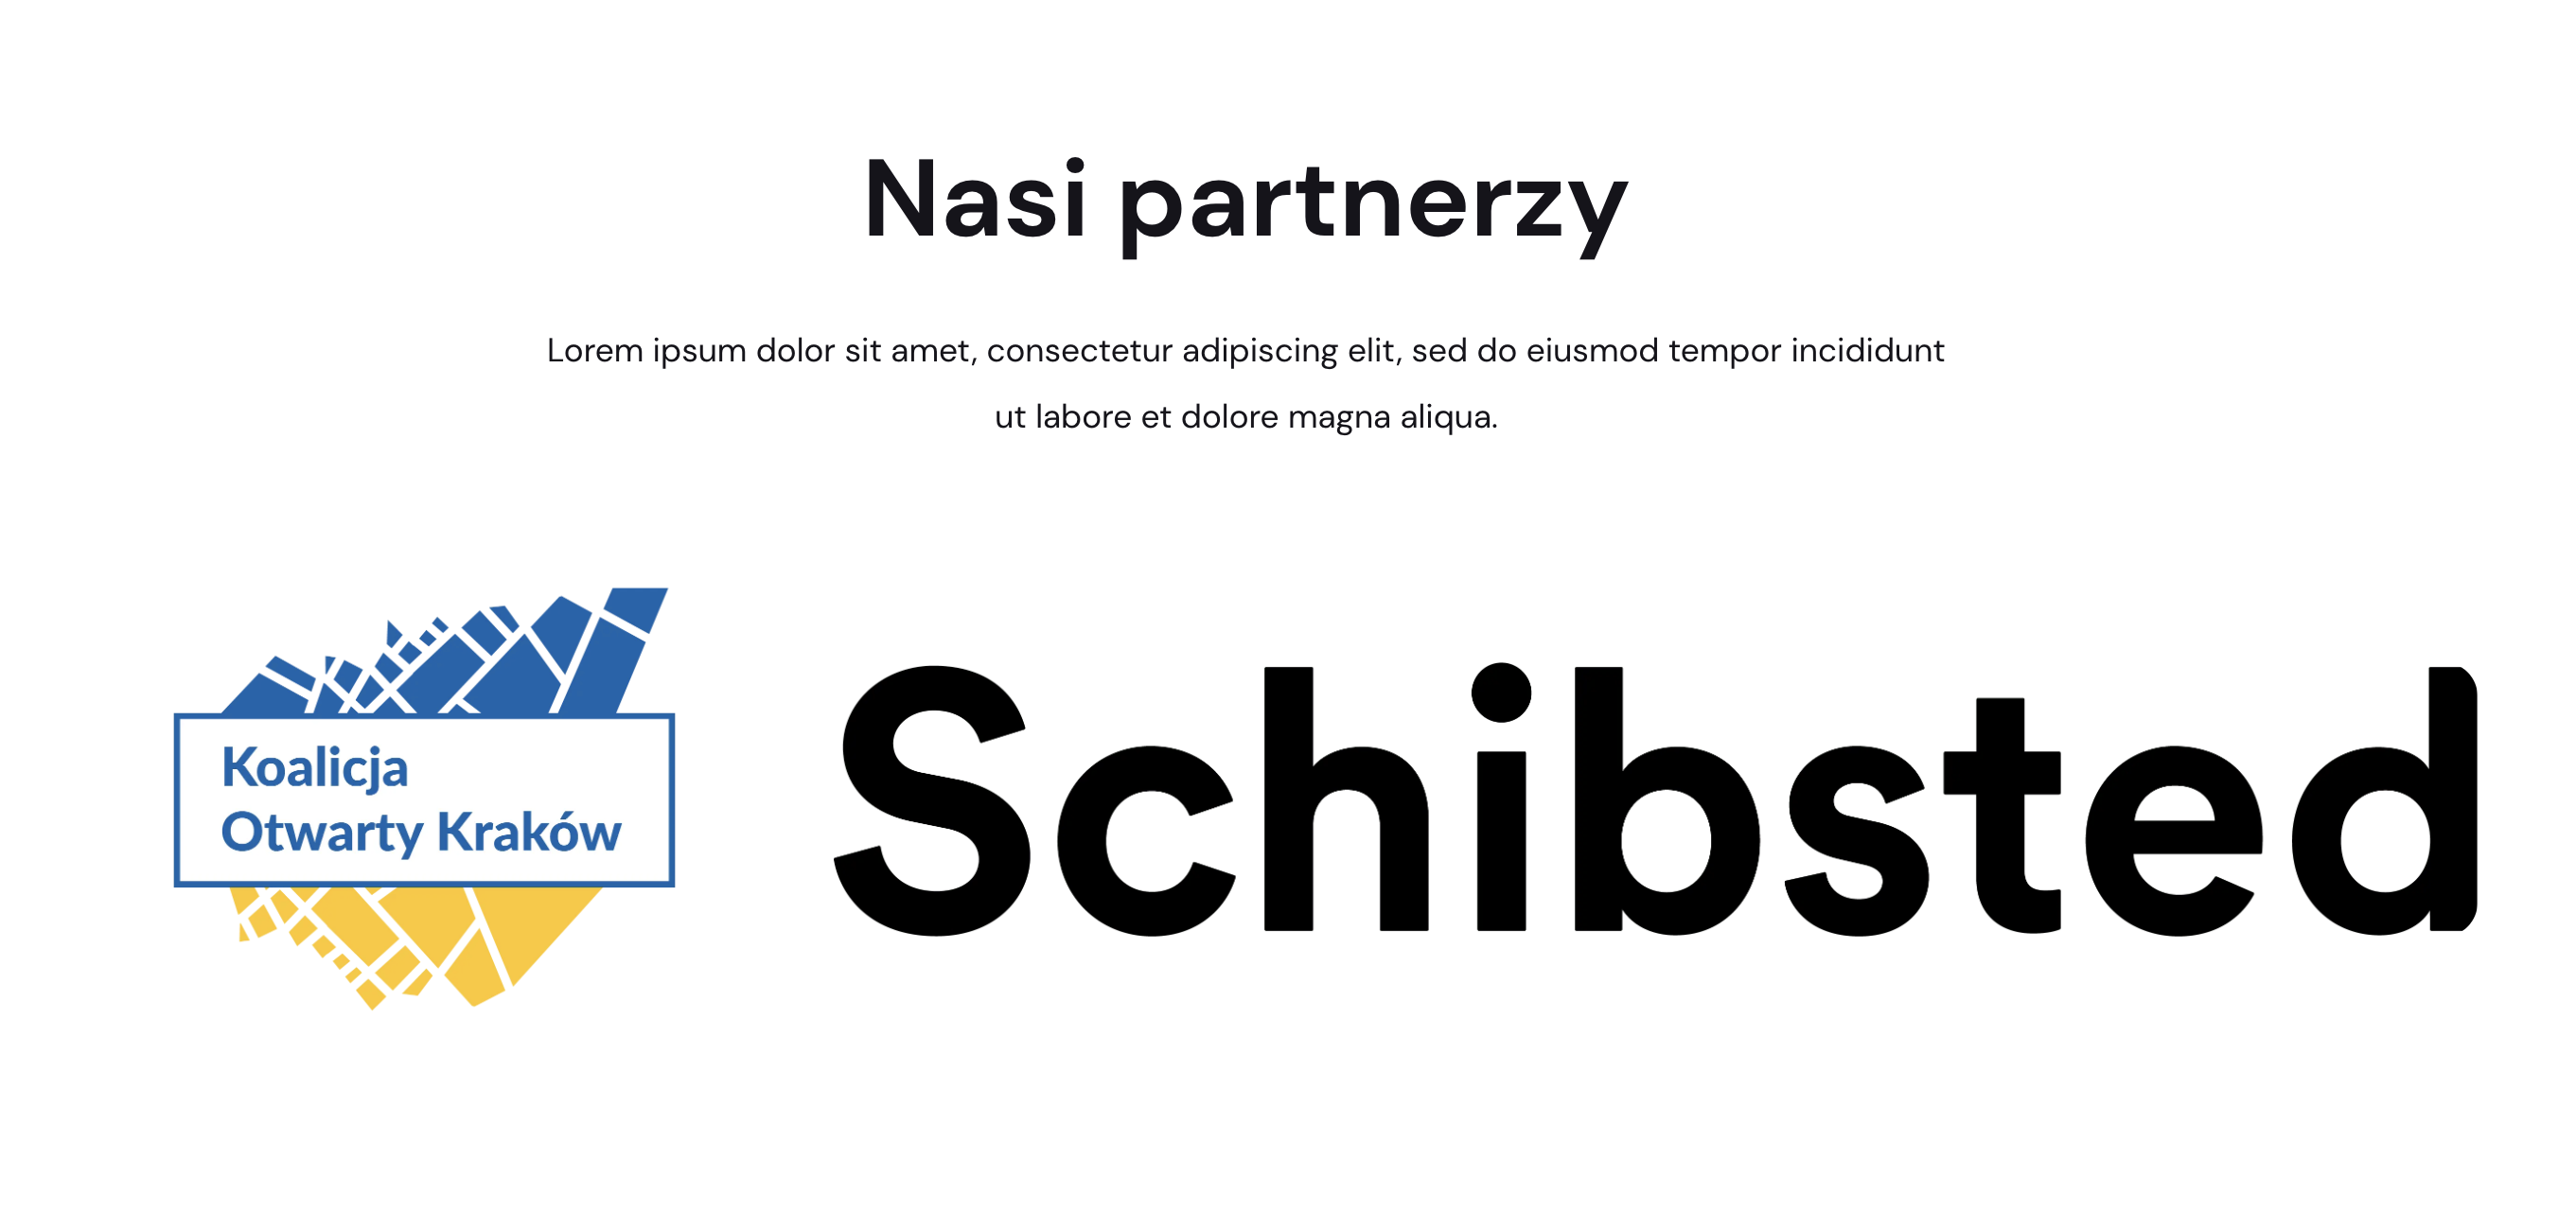 Nasi partnerzy
Lorem ipsum dolor sit amet, consectetur adipiscing elit, sed do eiusmod tempor incididunt
ut labore et dolore magna aliqua.
Koalicja
Otwarty Kraków
Schibsted